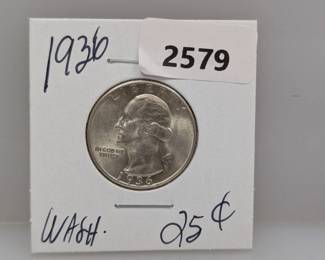 1936
2579
LIBERTY
IN GOD WE
TRUST
1936
WASH. 25¢